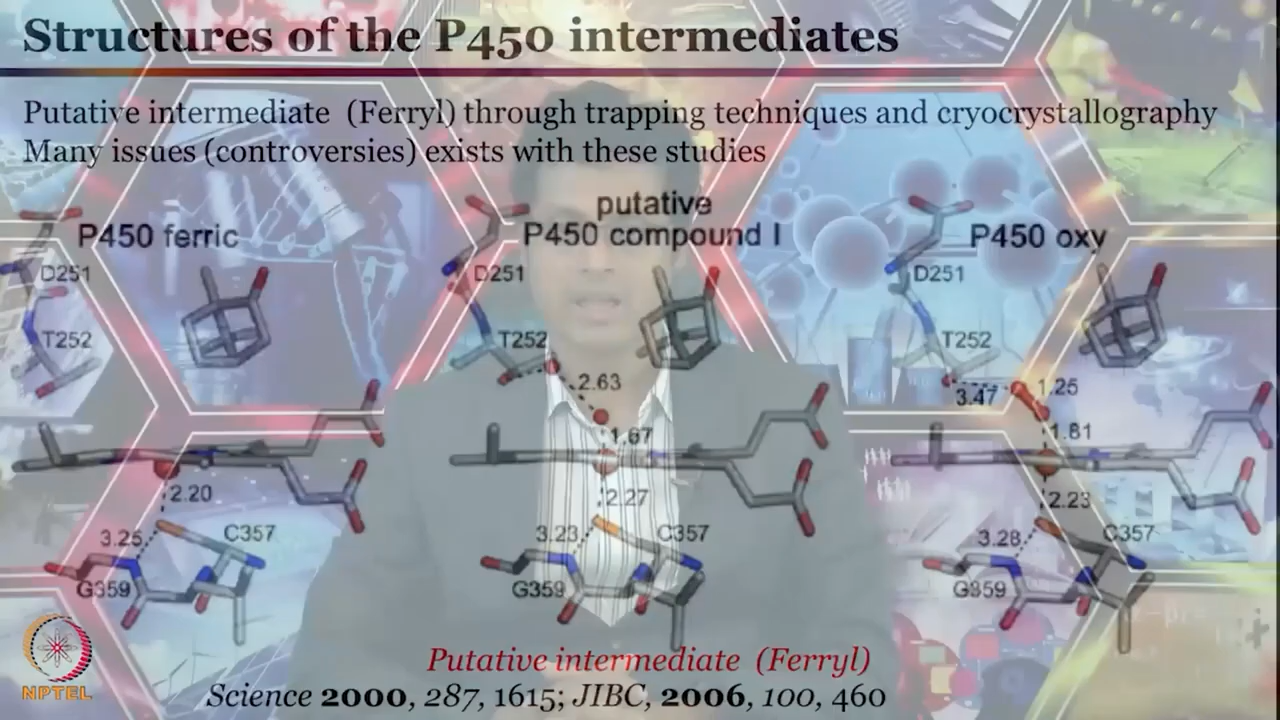 Structures of the P450 intermediates
Putative intermediate (Ferryl) through trapping techniques and cryocrystallography
Many issues (controversies) exists with these studies
P450 ferric
D251
T252
2.20
3.25
C357
G359
putative
P450 compound I
D251
T252
2.63
1.67
2.27
3.23
C357
G359
P450 oxy
D251
T252
3.47
1.25
1.81
2.23
3.28
C357
G359
Putative intermediate (Ferryl)
Science 2000, 287, 1615; JIBC, 2006, 100, 460
NPTEL